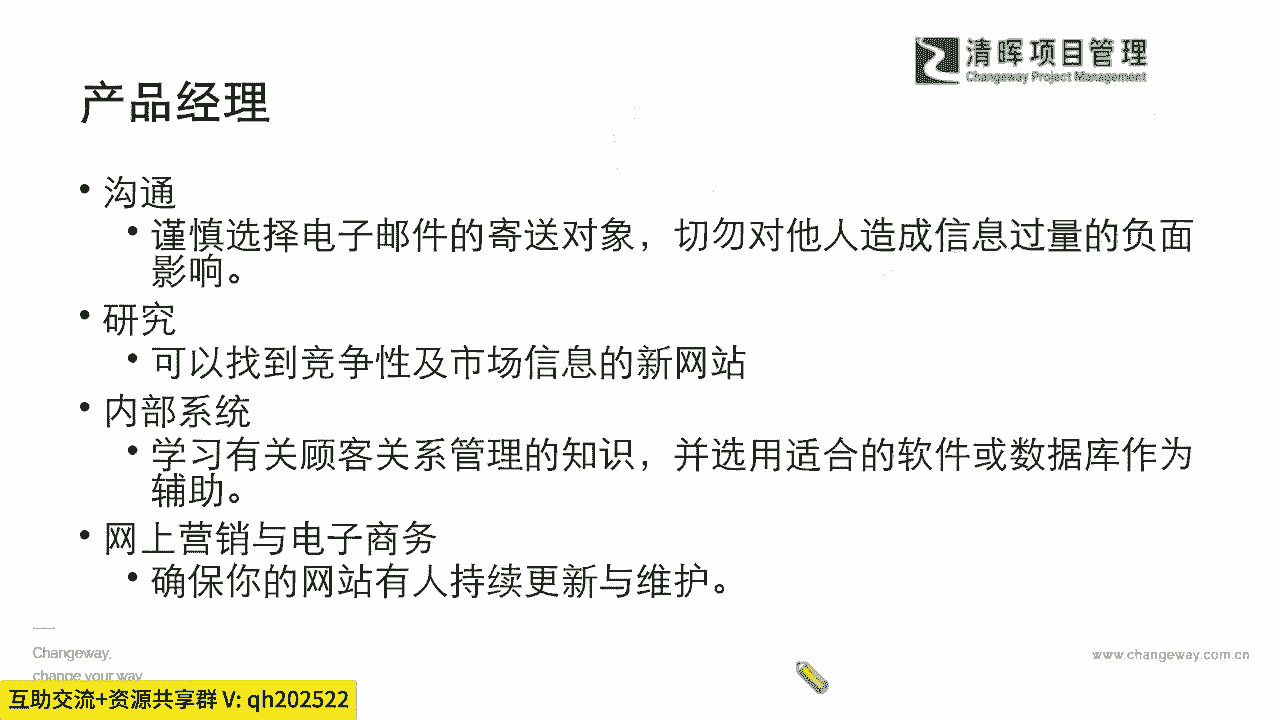 清晖项目管理
Changeway Project Management
产品经理
• 沟通
• 谨慎选择电子邮件的寄送对象，切勿对他人造成信息过量的负面
影响。
• 研究
• 可以找到竞争性及市场信息的新网站
• 内部系统
• 学习有关顾客关系管理的知识，并选用适合的软件或数据库作为
辅助。
• 网上营销与电子商务
• 确保你的网站有人持续更新与维护。
Changeway,
change your way
www.changeway.com.cn
互助交流+资源共享群 V: qh202522